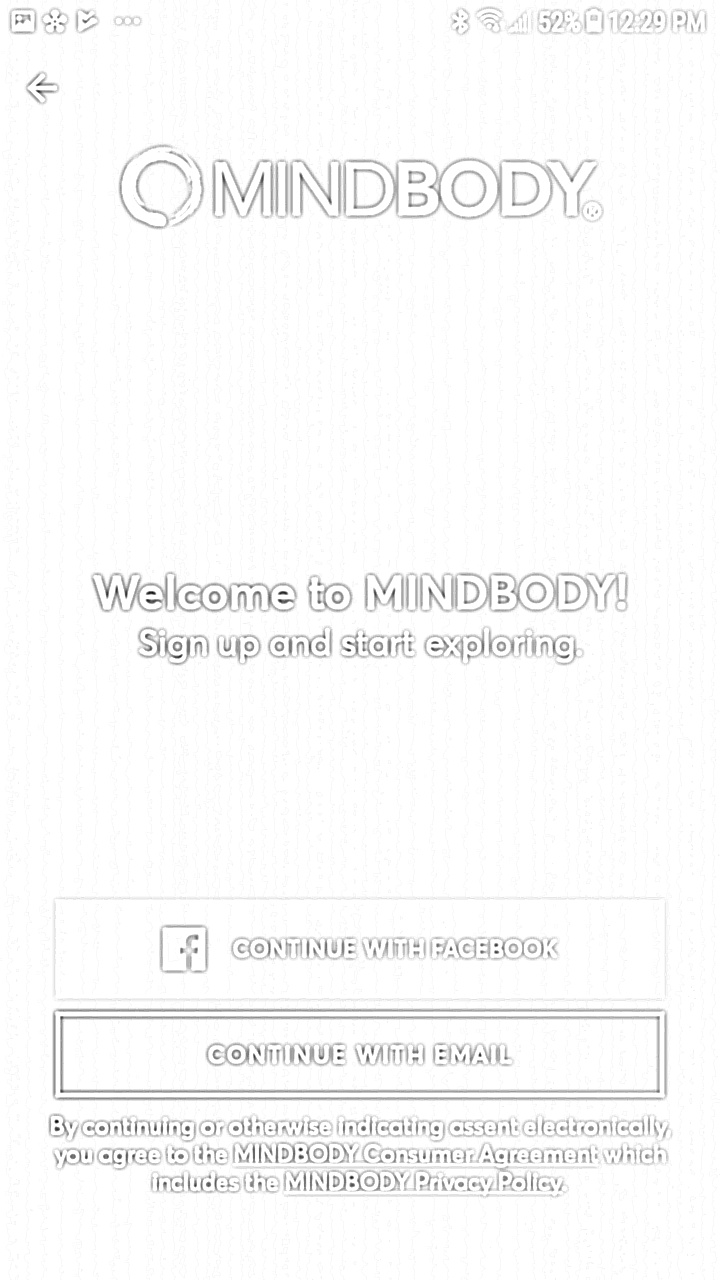 52% 12:29 PM
MINDBODY®
Welcome to MINDBODY!
Sign up and start exploring.
f CONTINUE WITH FACEBOOK
CONTINUE WITH EMAIL
By continuing or otherwise indicating assent electronically,
you agree to the MINDBODY Consumer Agreement which
includes the MINDBODY Privacy Policy.